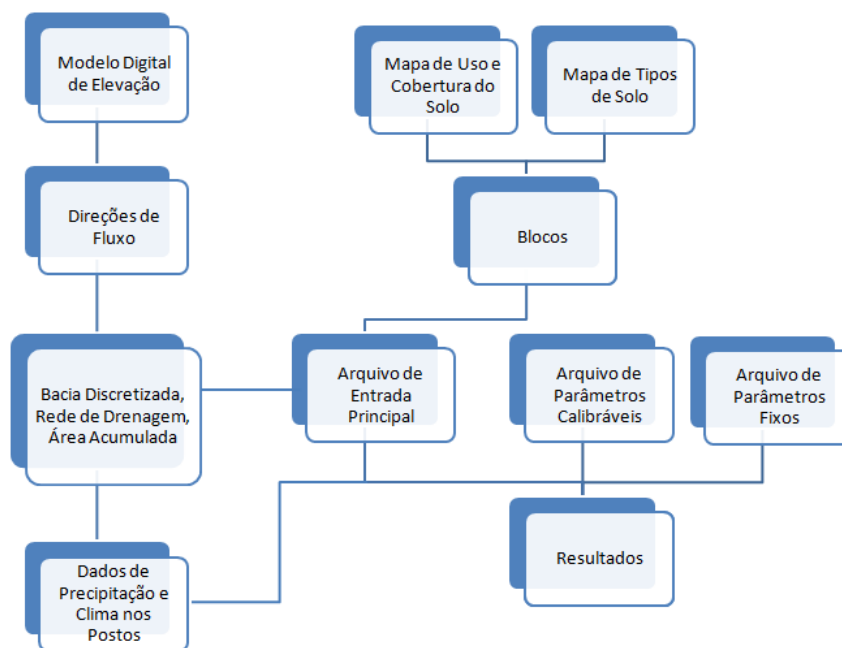 Modelo Digital
de Elevação
Mapa de Uso e
Cobertura do
Solo
Mapa de Tipos
de Solo
Direções de
Fluxo
Blocos
Bacia Discretizada,
Rede de Drenagem,
Área Acumulada
Arquivo de
Entrada
Principal
Arquivo de
Parâmetros
Calibráveis
Arquivo de
Parâmetros
Fixos
Dados de
Precipitação e
Clima nos
Postos
Resultados